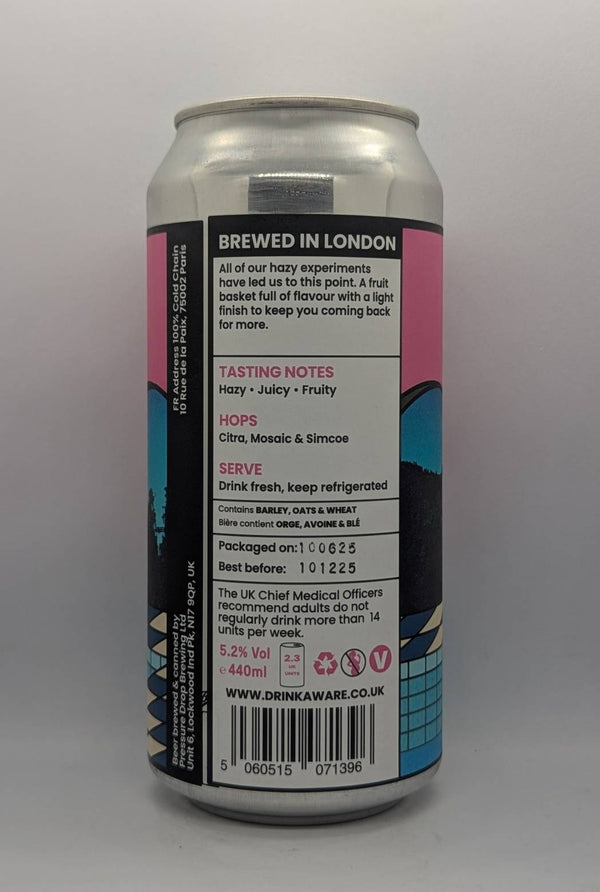 BREWED IN LONDON
All of our hazy experiments
have led us to this point. A fruit
basket full of flavour with a light
finish to keep you coming back
for more.
TASTING NOTES
Hazy • Juicy • Fruity
HOPS
Citra, Mosaic & Simcoe
SERVE
Drink fresh, keep refrigerated
Contains BARLEY, OATS & WHEAT
Bière contient ORGE, AVOINE & BLÉ
Packaged on: 100625
Best before: 101225
The UK Chief Medical Officers
recommend adults do not
regularly drink more than 14
units per week.
5.2% Vol
e 440ml
2.3
UK
UNITS
V
WWW.DRINKAWARE.CO.UK
5 060515 071396
FR Address 100% Cold Chain
10 Rue de la Paix, 75002 Paris
Beer brewed & canned by
Pressure Drop Brewing Ltd
Unit 6, Lockwood Ind Pk, N17 9QP, UK